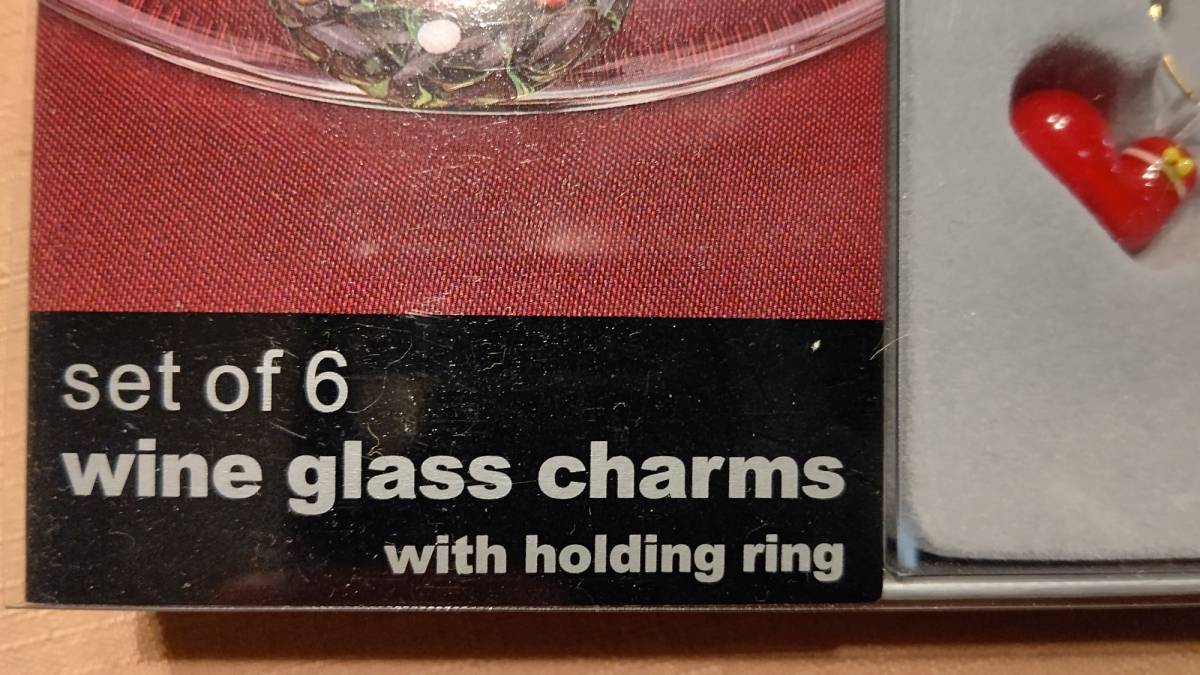 set of 6
wine glass charms
with holding ring